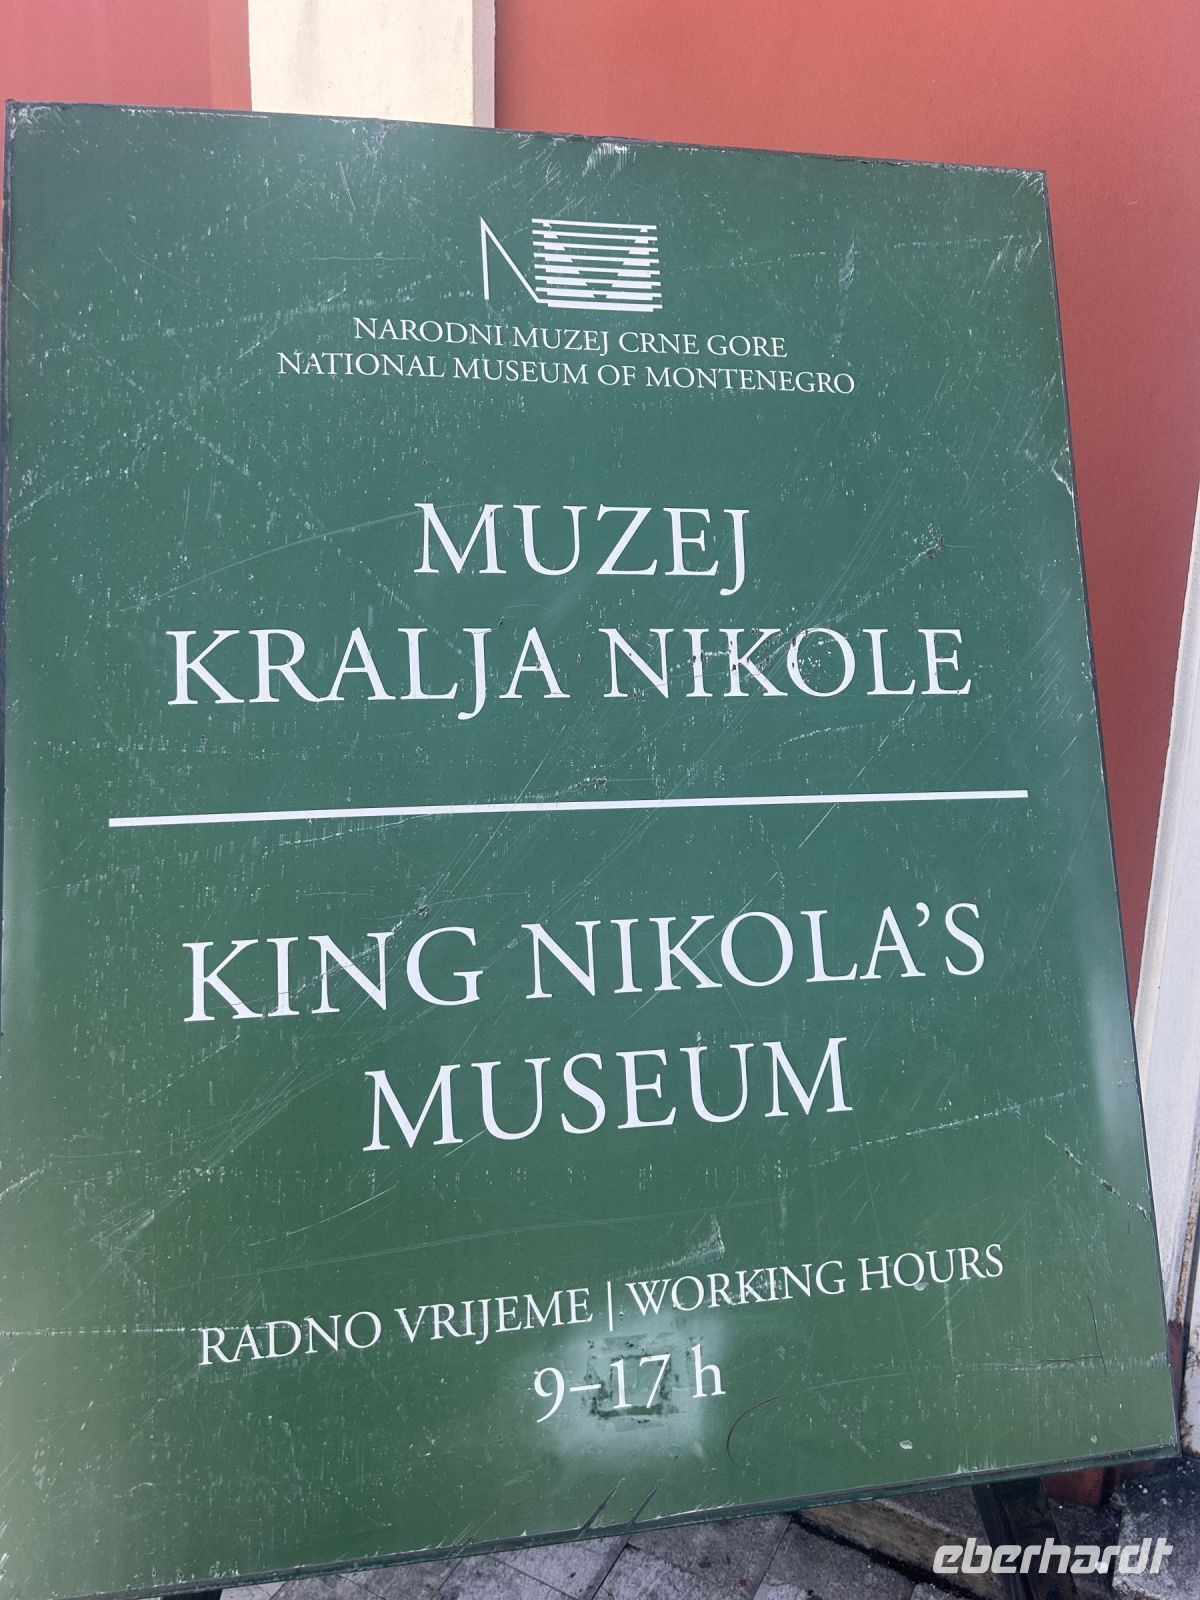 NARODNI MUZEJ CRNE GORE
NATIONAL MUSEUM OF MONTENEGRO
MUZEJ
KRALJA NIKOLE
KING NIKOLA'S
MUSEUM
RADNO VRIJEME | WORKING HOURS
9–17 h
eberhardt